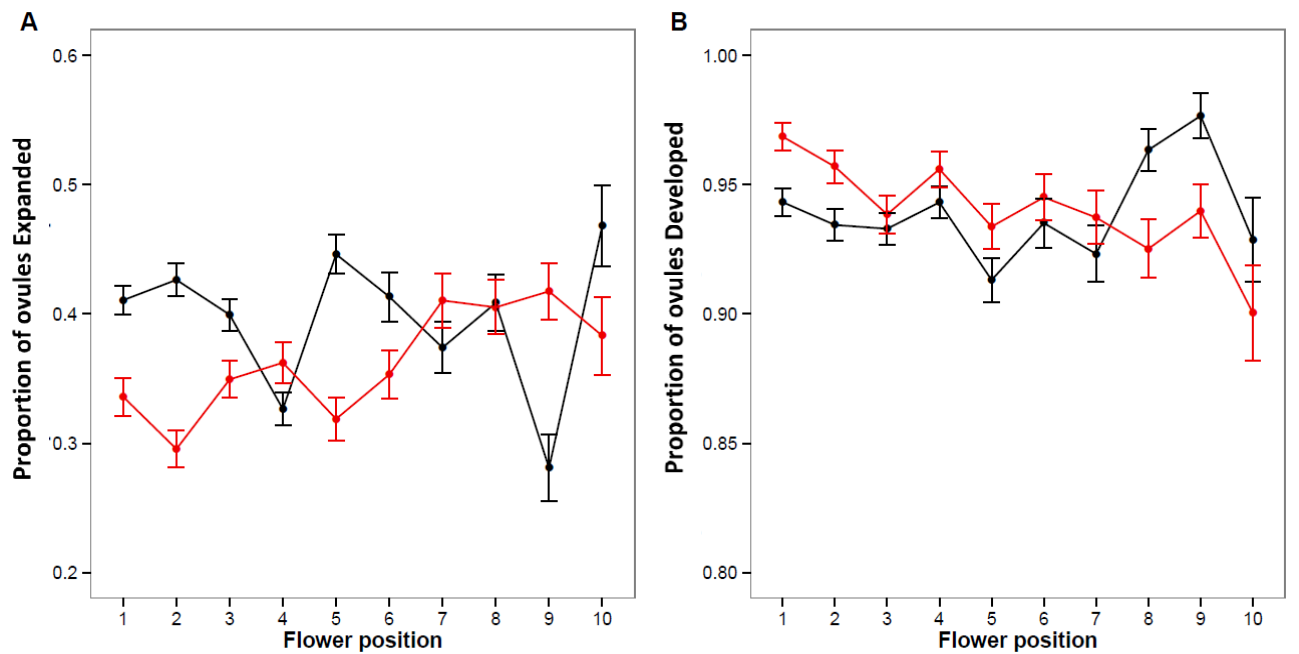 A
Proportion of ovules Expanded
0.6
0.5
0.4
0.3
0.2
1 2 3 4 5 6 7 8 9 10
Flower position
B
Proportion of ovules Developed
1.00
0.95
0.90
0.85
0.80
1 2 3 4 5 6 7 8 9 10
Flower position